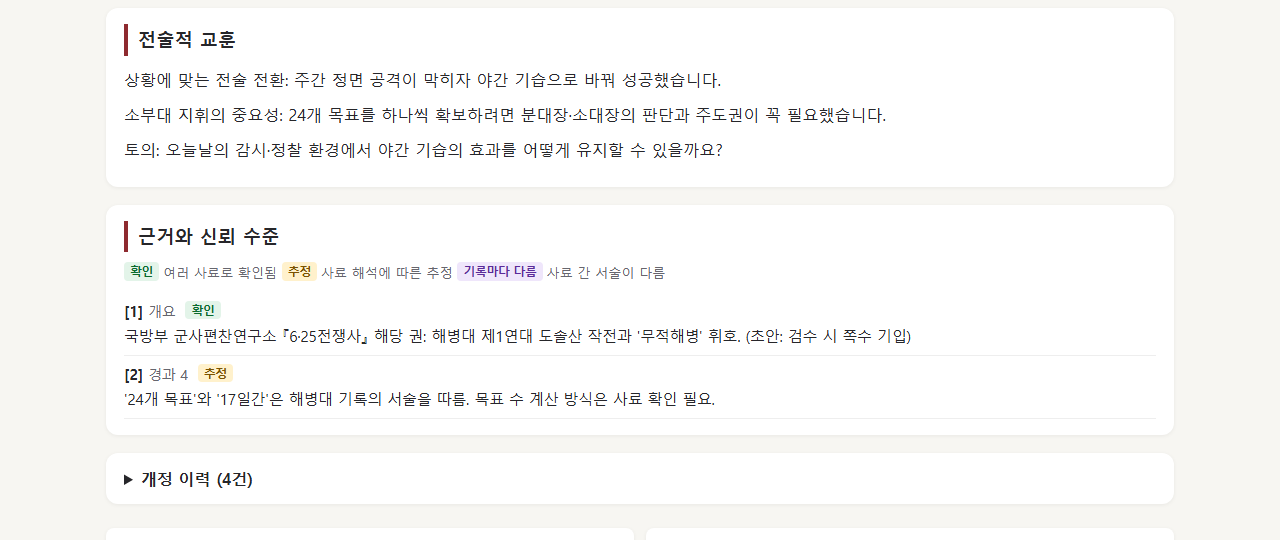 전술적 교훈
상황에 맞는 전술 전환: 주간 정면 공격이 막히자 야간 기습으로 바꿔 성공했습니다.
소부대 지휘의 중요성: 24개 목표를 하나씩 확보하려면 분대장·소대장의 판단과 주도권이 꼭 필요했습니다.
토의: 오늘날의 감시·정찰 환경에서 야간 기습의 효과를 어떻게 유지할 수 있을까요?
근거와 신뢰 수준
확인 여러 사료로 확인됨 추정 사료 해석에 따른 추정 기록마다 다름 사료 간 서술이 다름
[1] 개요 확인
국방부 군사편찬연구소 『6·25전쟁사』 해당 권: 해병대 제1연대 도솔산 작전과 '무적해병' 휘호. (초안: 검수 시 쪽수 기입)
[2] 경과 4 추정
'24개 목표'와 '17일간'은 해병대 기록의 서술을 따름. 목표 수 계산 방식은 사료 확인 필요.
▶ 개정 이력 (4건)